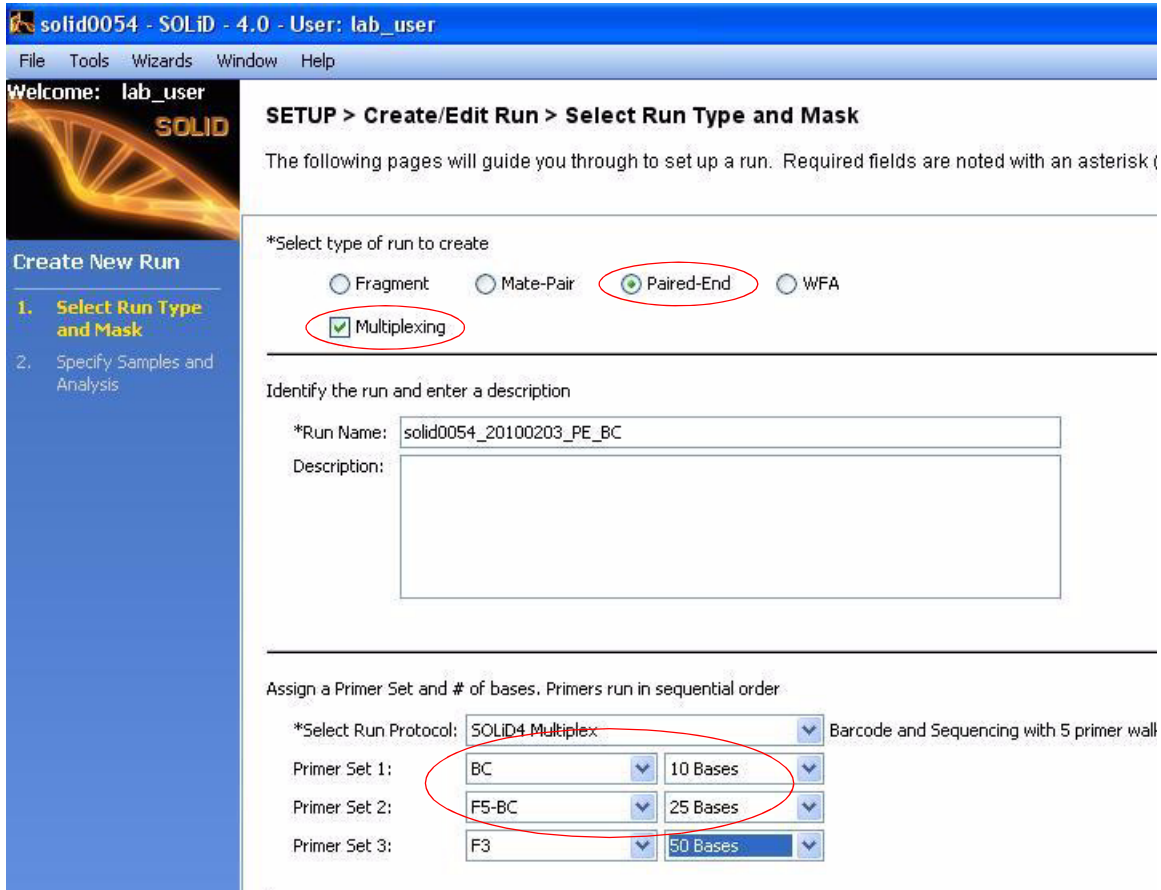 solid0054 - SOLiD - 4.0 - User: lab_user
File Tools Wizards Window Help
Welcome: lab_user
SOLiD
Create New Run
1. Select Run Type
and Mask
2. Specify Samples and
Analysis
SETUP > Create/Edit Run > Select Run Type and Mask
The following pages will guide you through to set up a run. Required fields are noted with an asterisk (
*Select type of run to create
Fragment Mate-Pair Paired-End WFA
Multiplexing
Identify the run and enter a description
*Run Name: solid0054_20100203_PE_BC
Description:
Assign a Primer Set and # of bases. Primers run in sequential order
*Select Run Protocol: SOLiD4 Multiplex Barcode and Sequencing with 5 primer wal
Primer Set 1: BC 10 Bases
Primer Set 2: F5-BC 25 Bases
Primer Set 3: F3 50 Bases